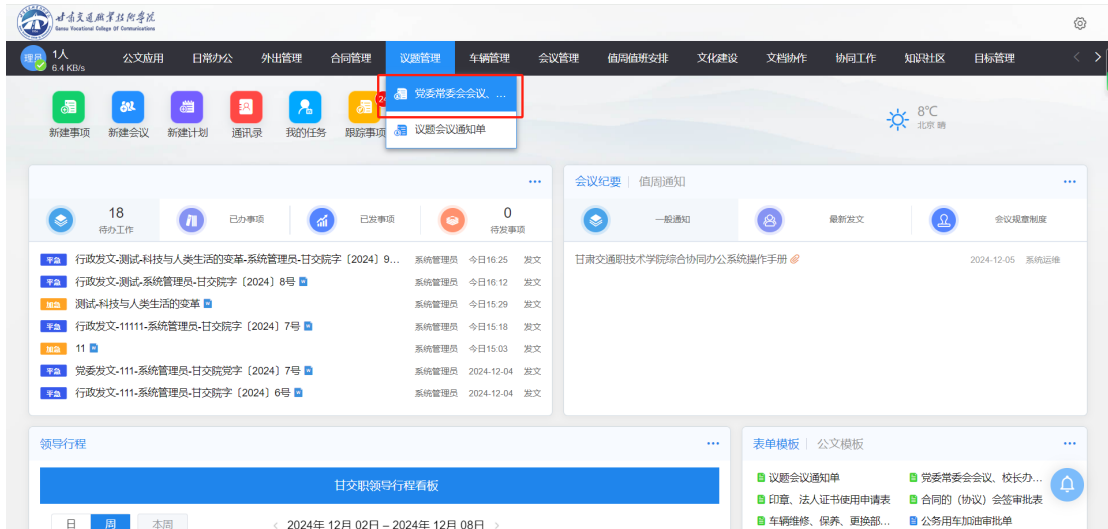 甘肃交通职业技术学院
Gansu Vocational College Of Communications
理员 1人
6.4 KB/s
公文应用 日常办公 外出管理 合同管理 议题管理 车辆管理 会议管理 值周值班安排 文化建设 文档协作 协同工作 知识社区 目标管理
党委常委会会议、...
议题会议通知单
新建事项 新建会议 新建计划 通讯录 我的任务 跟踪事项
8℃
北京 晴
会议纪要 值周通知
18
待办工作
已办事项
已发事项
0
待发事项
一般通知
最新发文
会议规章制度
平急 行政发文-测试-科技与人类生活的变革-系统管理员-甘交院字〔2024〕9... 系统管理员 今日16:25 发文
平急 行政发文-测试-系统管理员-甘交院字〔2024〕8号 系统管理员 今日16:12 发文
加急 测试-科技与人类生活的变革 系统管理员 今日15:29 发文
平急 行政发文-11111-系统管理员-甘交院字〔2024〕7号 系统管理员 今日15:18 发文
加急 11 系统管理员 今日15:03 发文
平急 党委发文-111-系统管理员-甘交院党字〔2024〕7号 系统管理员 2024-12-04 发文
平急 行政发文-111-系统管理员-甘交院字〔2024〕6号 系统管理员 2024-12-04 发文
甘肃交通职技术学院综合协同办公系统操作手册 2024-12-05 系统运维
领导行程
甘交职领导行程看板
日 周 本周
2024年 12月 02日 – 2024年 12月 08日
表单模板 公文模板
议题会议通知单
党委常委会会议、校长办...
印章、法人证书使用申请表
合同的（协议）会签审批表
车辆维修、保养、更换部...
公务用车加油审批单